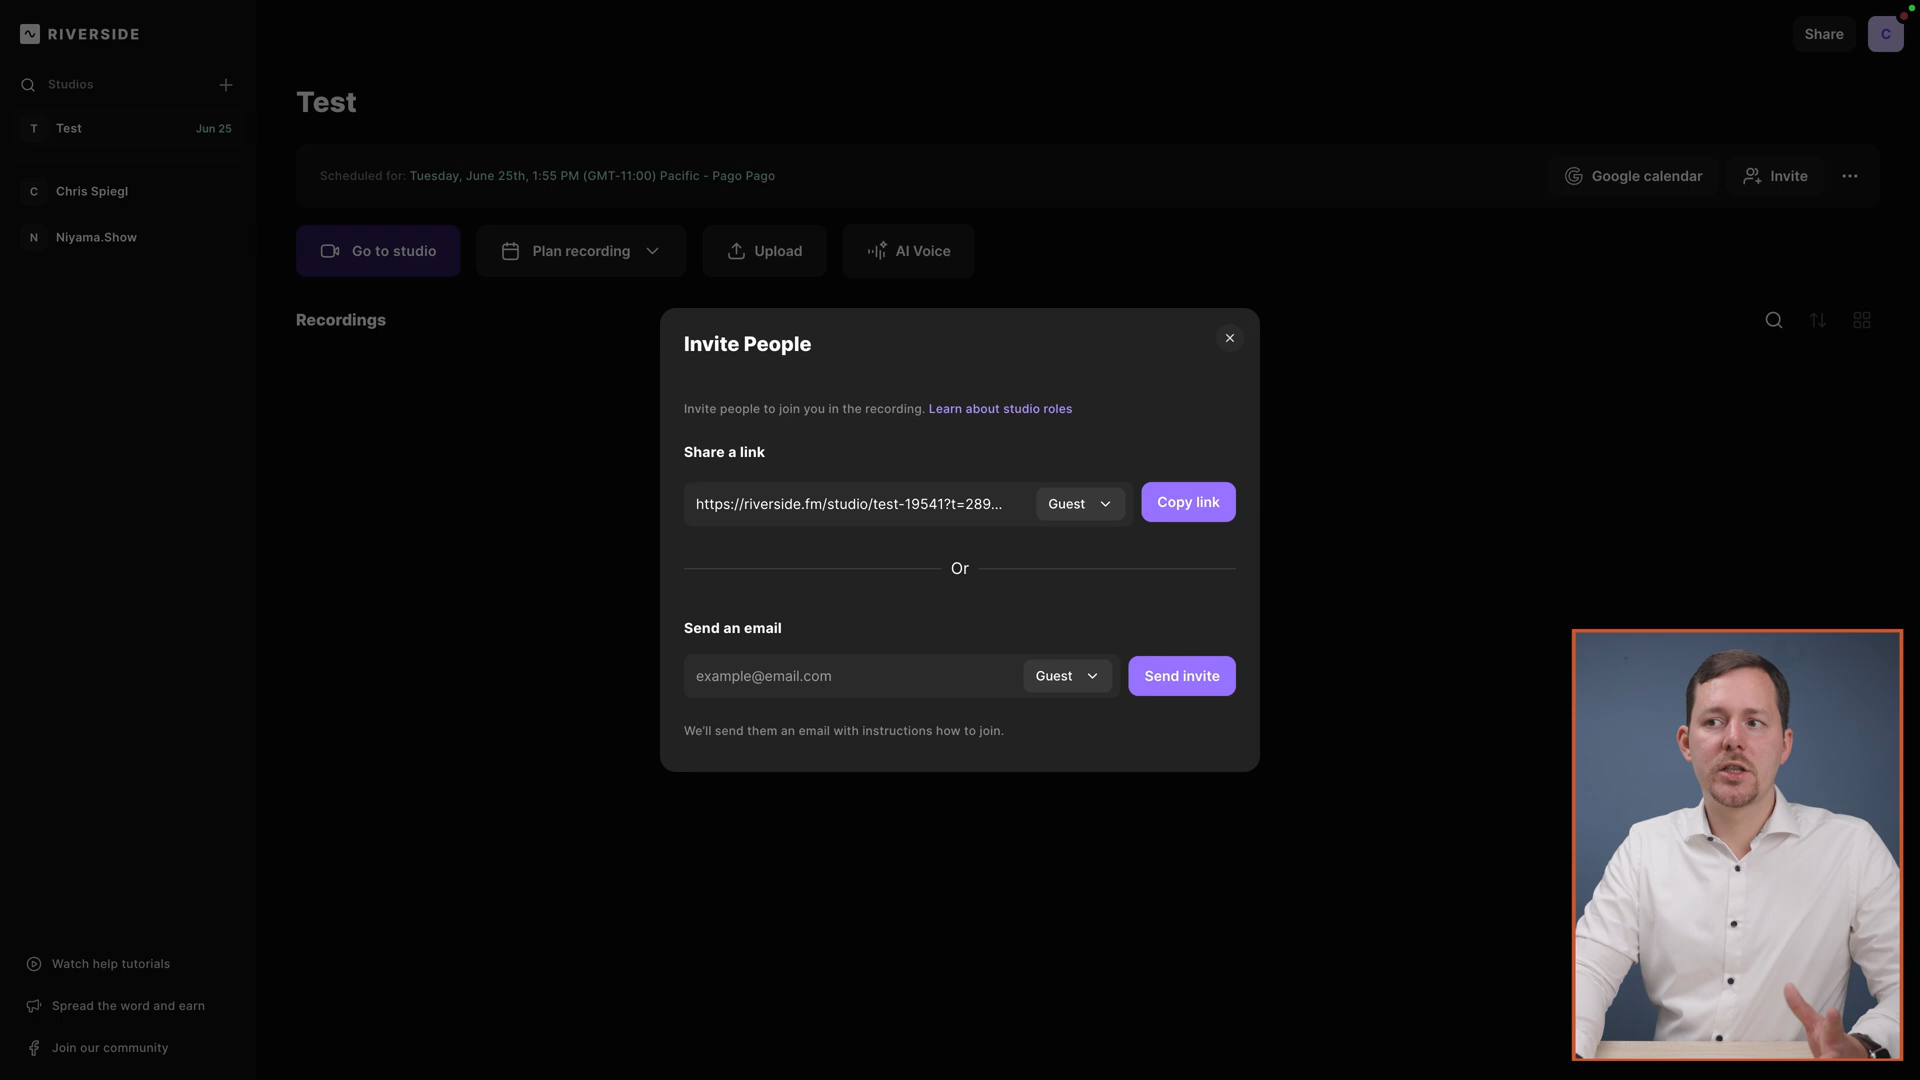 RIVERSIDE
Share
C
Studios
T Test Jun 25
C Chris Spiegl
N Niyama.Show
Test
Scheduled for: Tuesday, June 25th, 1:55 PM (GMT-11:00) Pacific - Pago Pago
Google calendar
Invite
Go to studio
Plan recording
Upload
AI Voice
Recordings
Invite People
Invite people to join you in the recording. Learn about studio roles
Share a link
https://riverside.fm/studio/test-19541?t=289...
Guest
Copy link
Or
Send an email
example@email.com
Guest
Send invite
We'll send them an email with instructions how to join.
Watch help tutorials
Spread the word and earn
Join our community